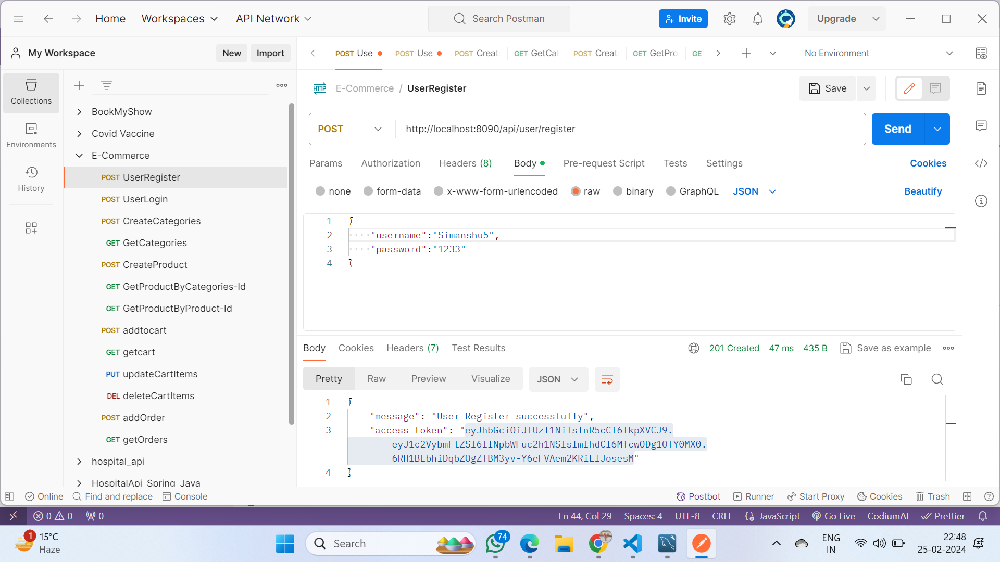 Home
Workspaces
API Network
Search Postman
Invite
Upgrade
My Workspace
New
Import
POST Use
POST Use
POST Creat
GET GetCat
POST Creat
GET GetPro
GE
No Environment
Collections
Environments
History
BookMyShow
Covid Vaccine
E-Commerce
POST UserRegister
POST UserLogin
POST CreateCategories
GET GetCategories
POST CreateProduct
GET GetProductByCategories-Id
GET GetProductByProduct-Id
POST addtocart
GET getcart
PUT updateCartItems
DEL deleteCartItems
POST addOrder
GET getOrders
hospital_api
HospitalApi_Spring_Java
HTTP E-Commerce / UserRegister
Save
POST
http://localhost:8090/api/user/register
Send
Params
Authorization
Headers (8)
Body
Pre-request Script
Tests
Settings
Cookies
none
form-data
x-www-form-urlencoded
raw
binary
GraphQL
JSON
Beautify
1 {
2 "username":"Simanshu5",
3 "password":"1233"
4 }
Body
Cookies
Headers (7)
Test Results
201 Created
47 ms
435 B
Save as example
Pretty
Raw
Preview
Visualize
JSON
1 {
2 "message": "User Register successfully",
3 "access_token": "eyJhbGciOiJIUzI1NiIsInR5cCI6IkpXVCJ9.
eyJ1c2VybmFtZSI6IlNpbWFuc2h1NSIsImlhdCI6MTcwODg1OTY0MX0.
6RH1BEbhiDqbZOgZTBM3yv-Y6eFVAem2KRiLfJosesM"
4 }
Online
Find and replace
Console
Postbot
Runner
Start Proxy
Cookies
Trash
0
0
0
Ln 44, Col 29
Spaces: 4
UTF-8
CRLF
JavaScript
Go Live
CodiumAI
Prettier
1
15°C
Haze
Search
74
ENG
IN
22:48
25-02-2024